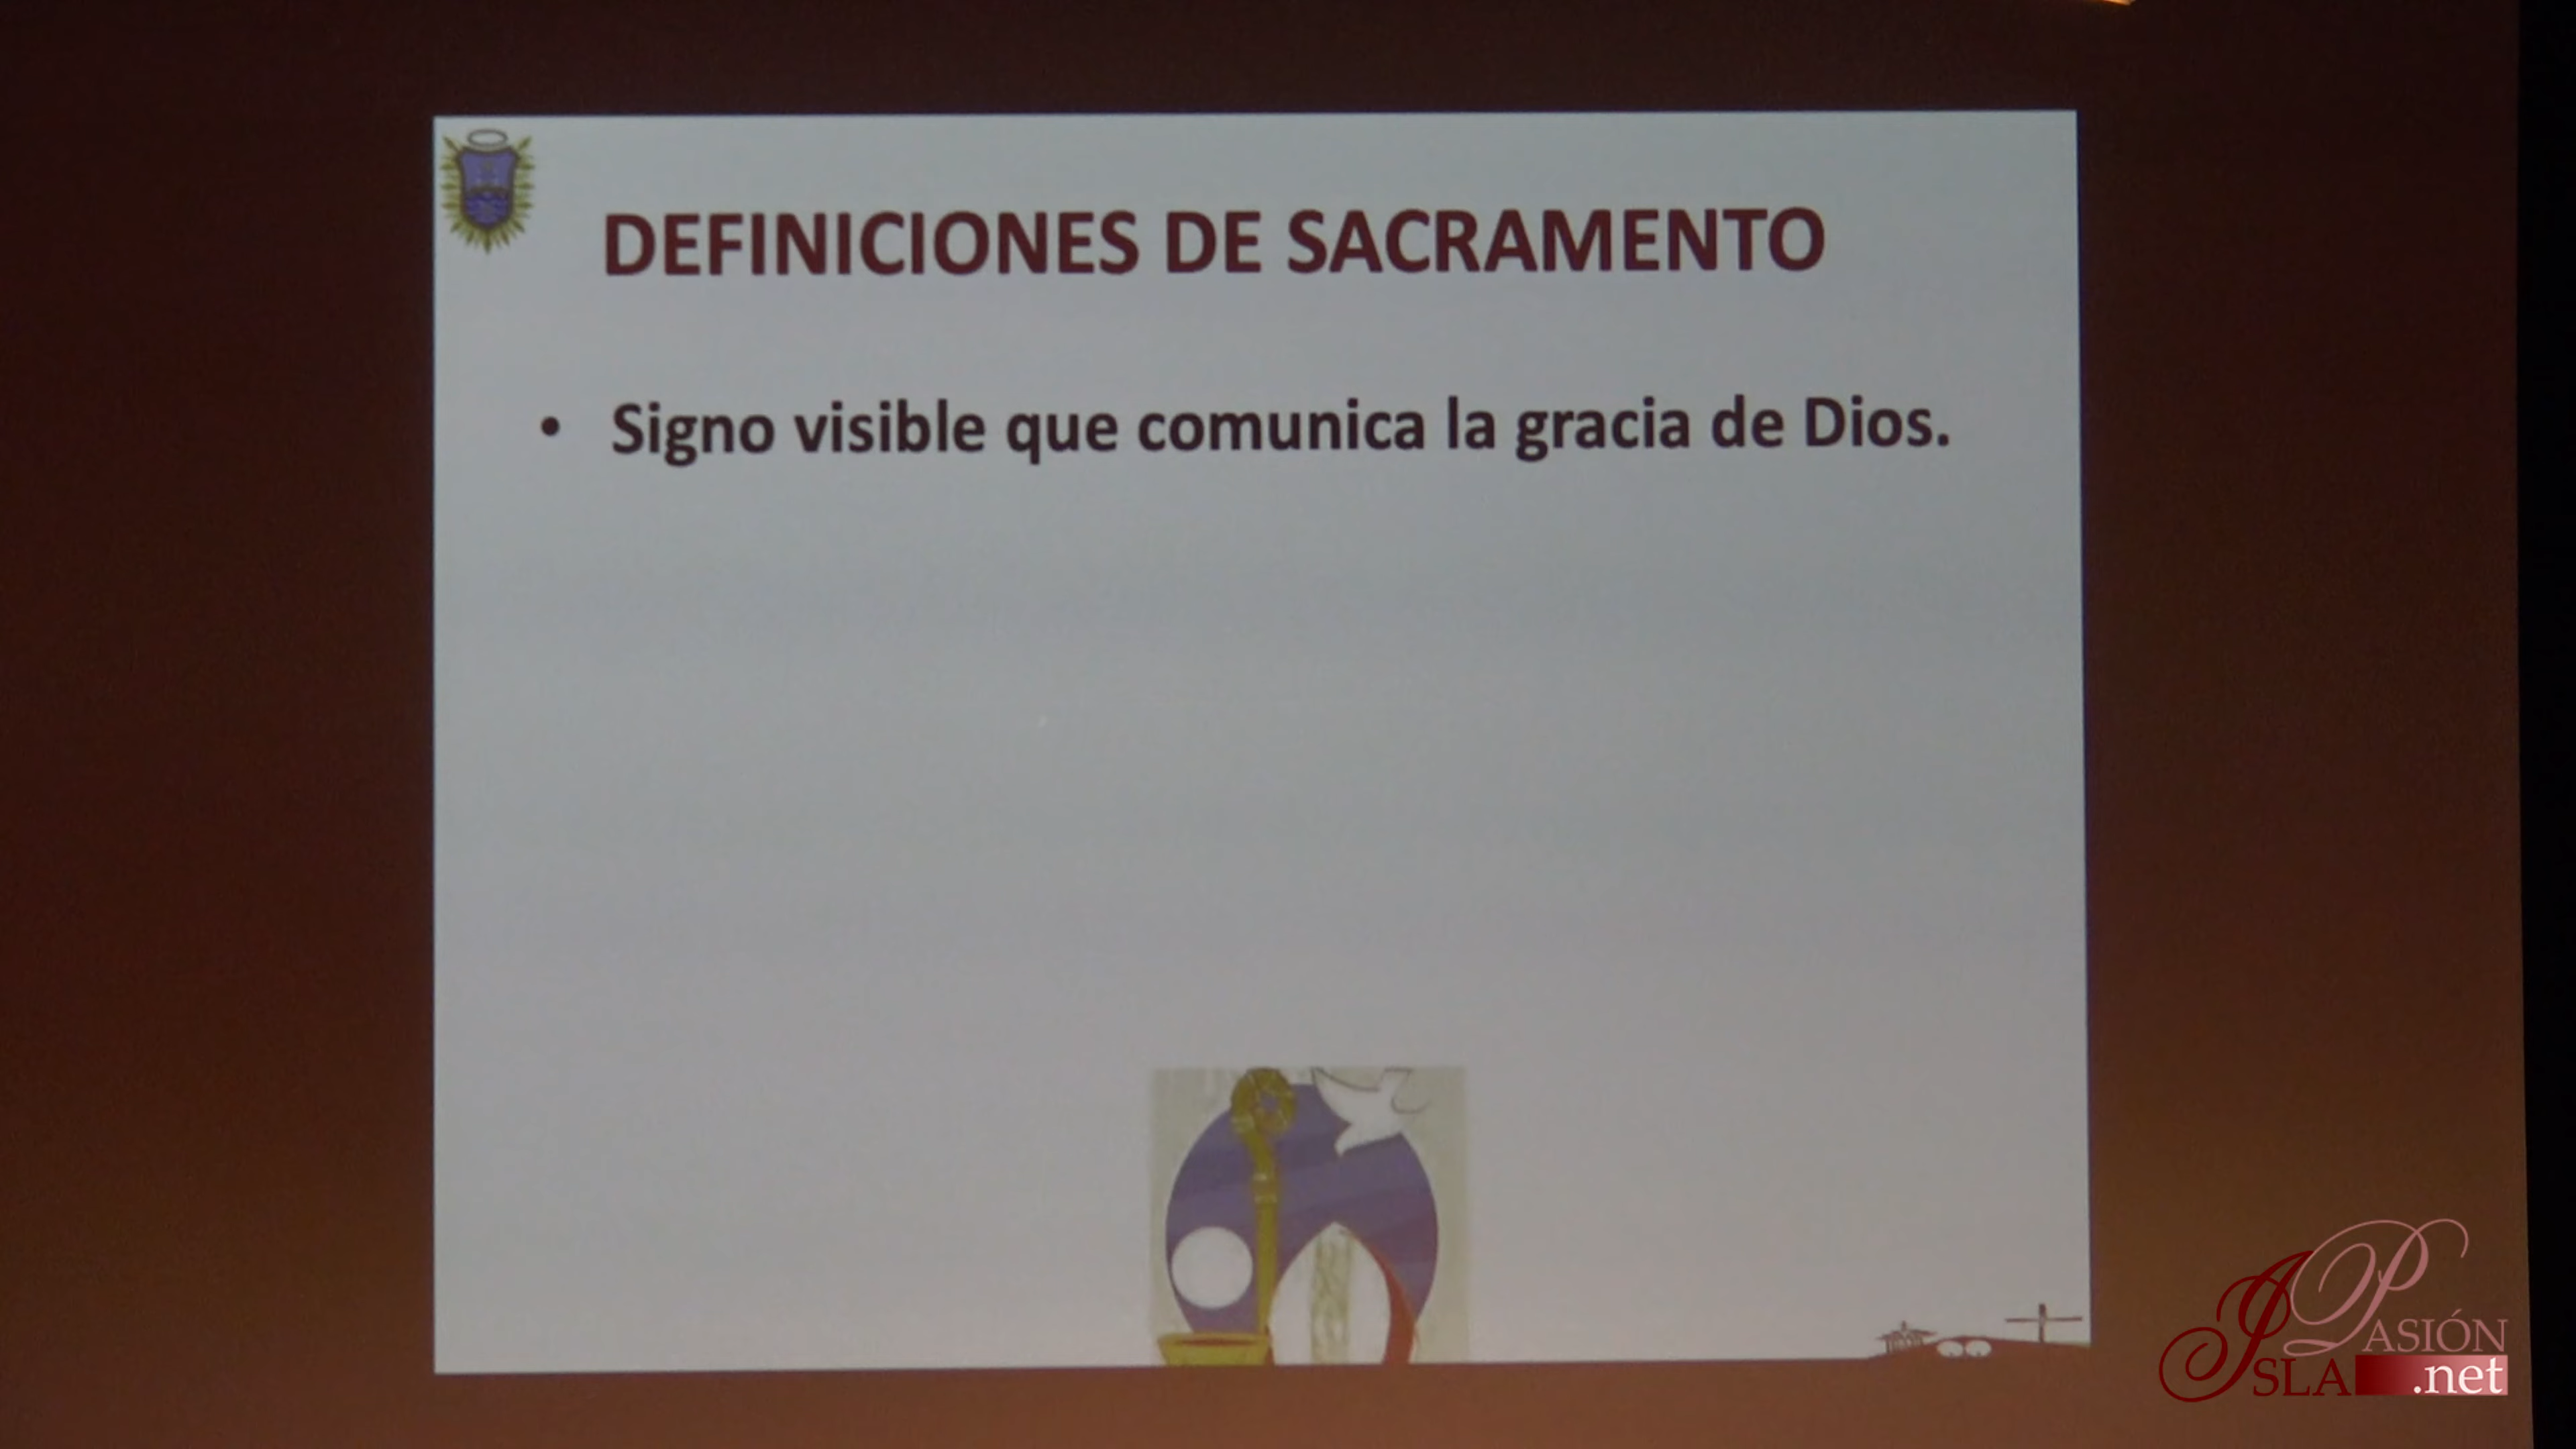 DEFINICIONES DE SACRAMENTO
• Signo visible que comunica la gracia de Dios.
ISLA PASIÓN
.net